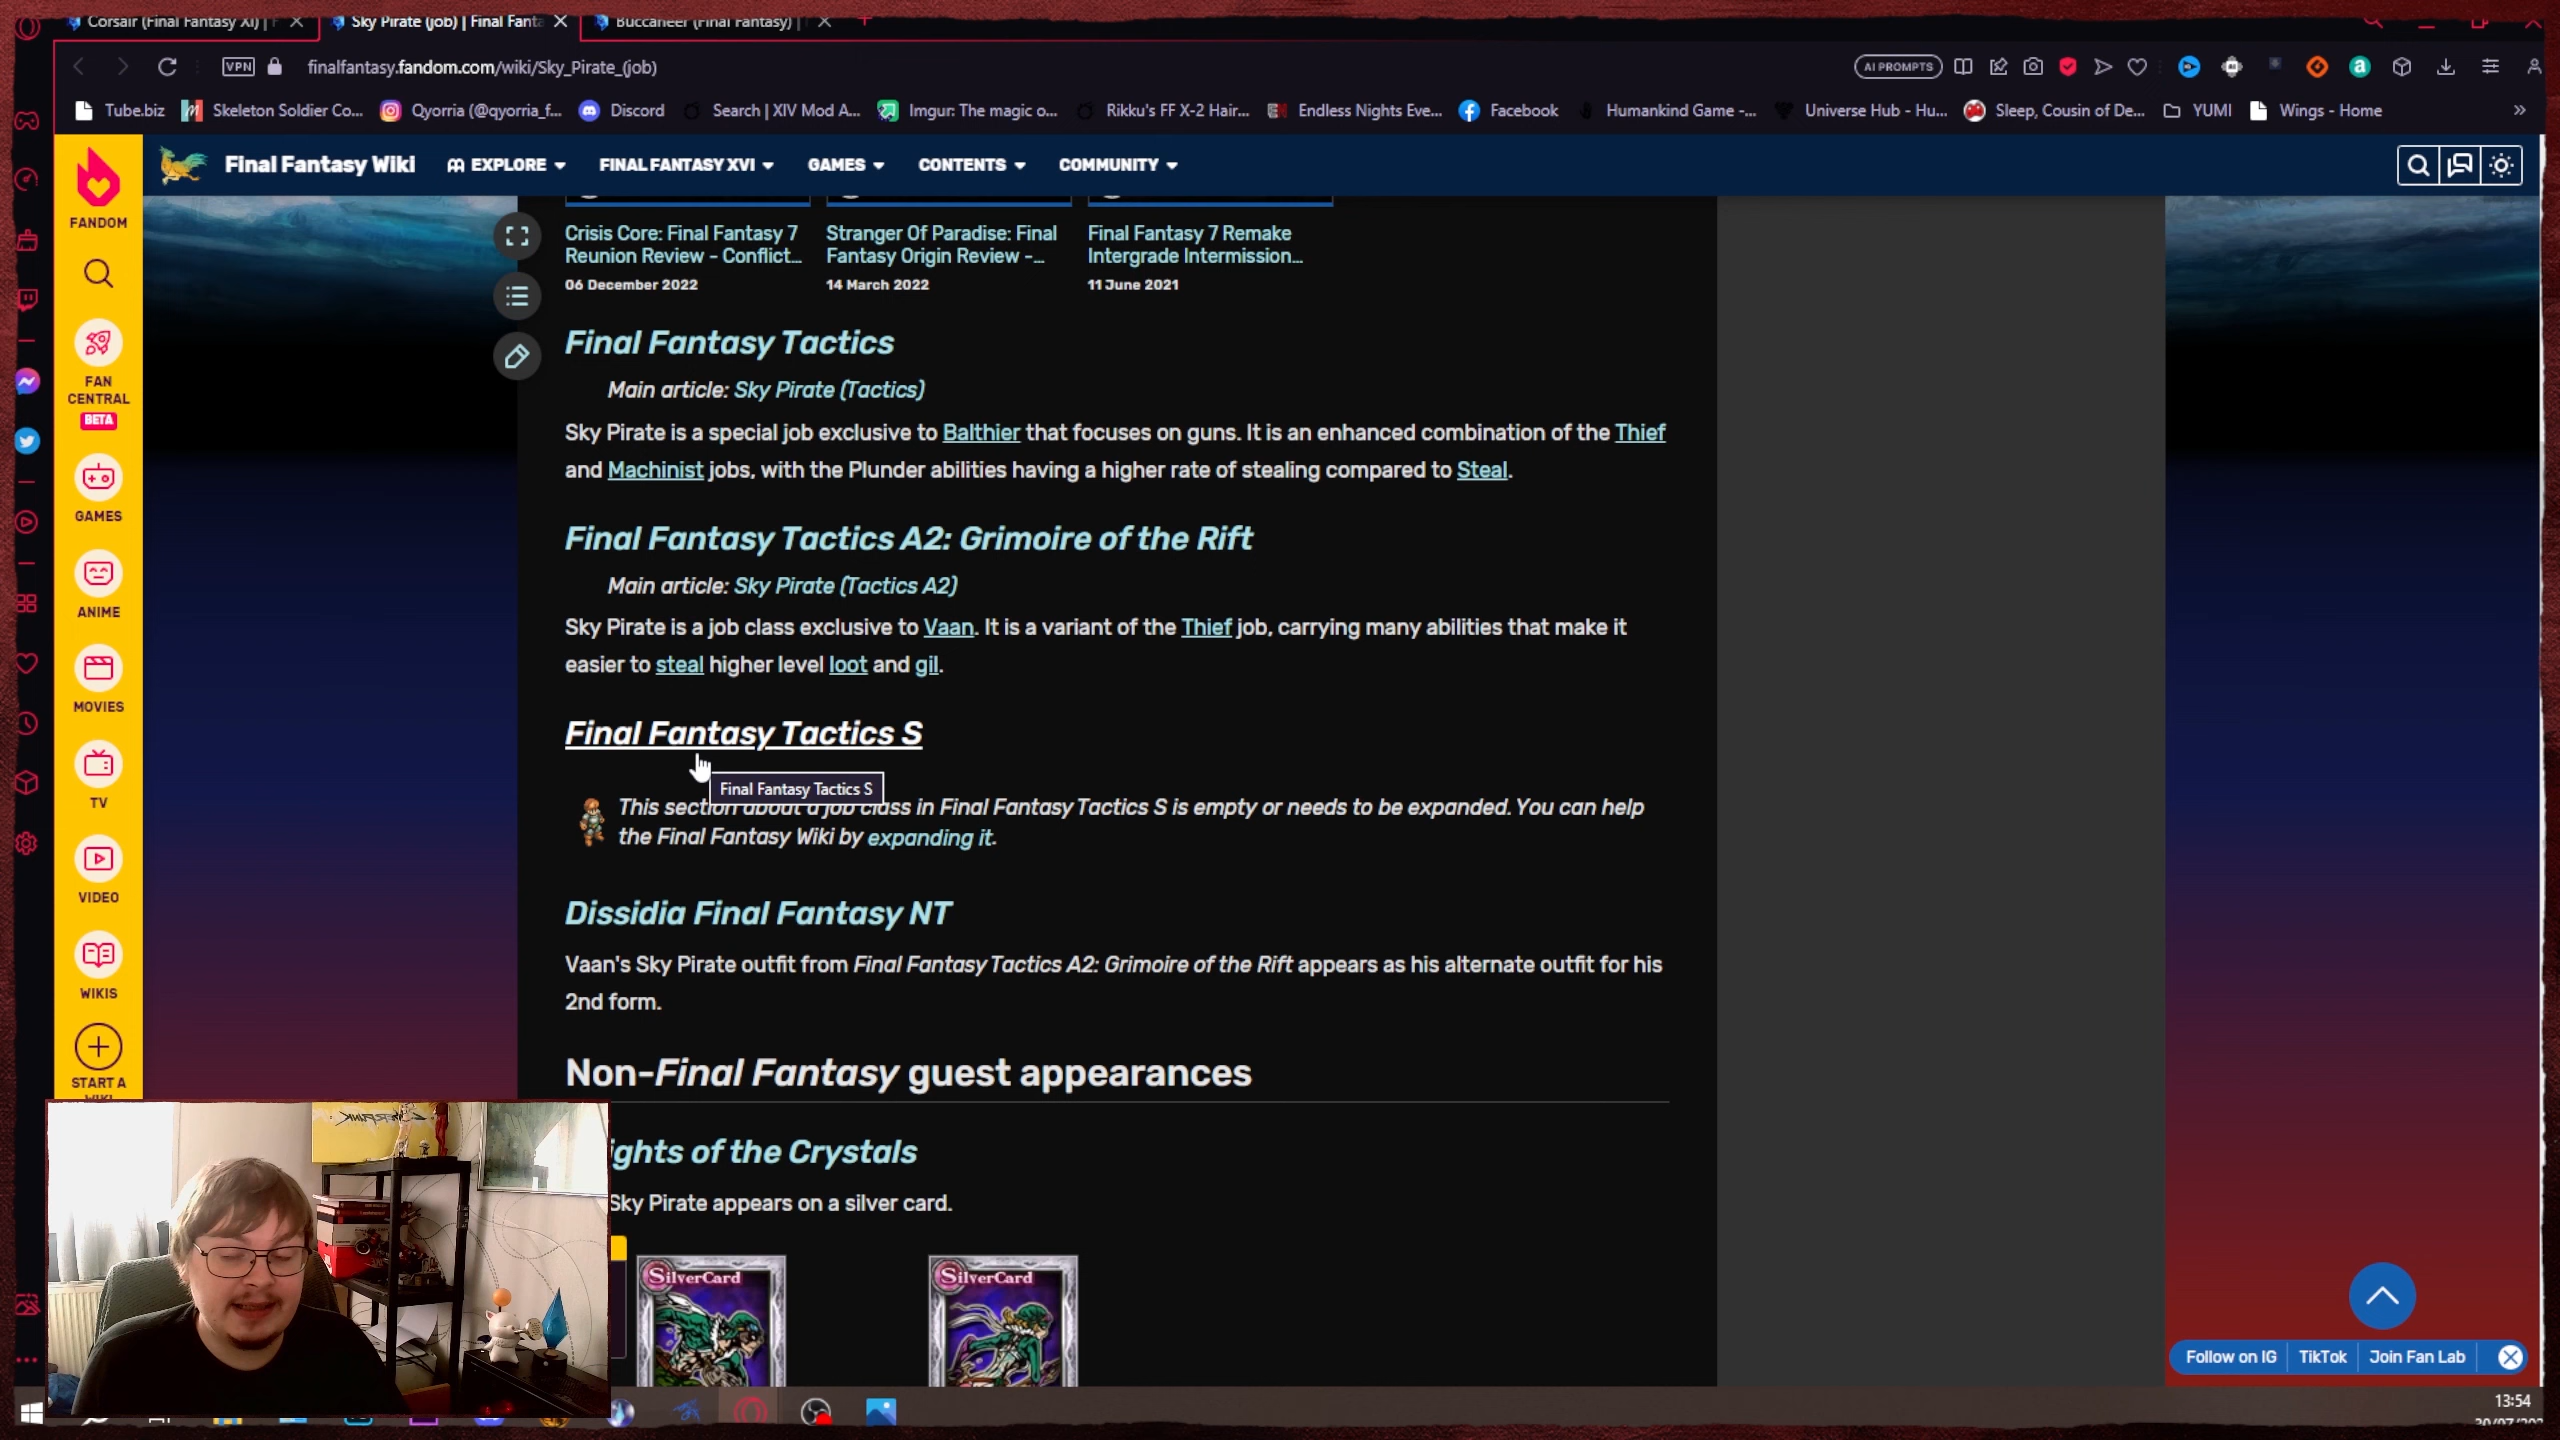 Corsair (Final Fantasy XI) | F
Sky Pirate (job) | Final Fanta
Buccaneer (Final Fantasy) |
VPN
finalfantasy.fandom.com/wiki/Sky_Pirate_(job)
AI PROMPTS
Tube.biz
Skeleton Soldier Co...
Qyorria (@qyorria_f...
Discord
Search | XIV Mod A...
Imgur: The magic o...
Rikku's FF X-2 Hair...
Endless Nights Eve...
Facebook
Humankind Game -...
Universe Hub - Hu...
Sleep, Cousin of De...
YUMI
Wings - Home
»
Final Fantasy Wiki
EXPLORE
FINAL FANTASY XVI
GAMES
CONTENTS
COMMUNITY
FANDOM
FAN
CENTRAL
BETA
GAMES
ANIME
MOVIES
TV
VIDEO
WIKIS
START A
WIKI
Crisis Core: Final Fantasy 7
Reunion Review - Conflict...
06 December 2022
Stranger Of Paradise: Final
Fantasy Origin Review -...
14 March 2022
Final Fantasy 7 Remake
Intergrade Intermission...
11 June 2021
Final Fantasy Tactics
Main article: Sky Pirate (Tactics)
Sky Pirate is a special job exclusive to Balthier that focuses on guns. It is an enhanced combination of the Thief
and Machinist jobs, with the Plunder abilities having a higher rate of stealing compared to Steal.
Final Fantasy Tactics A2: Grimoire of the Rift
Main article: Sky Pirate (Tactics A2)
Sky Pirate is a job class exclusive to Vaan. It is a variant of the Thief job, carrying many abilities that make it
easier to steal higher level loot and gil.
Final Fantasy Tactics S
Final Fantasy Tactics S
This section about a job class in Final Fantasy Tactics S is empty or needs to be expanded. You can help
the Final Fantasy Wiki by expanding it.
Dissidia Final Fantasy NT
Vaan's Sky Pirate outfit from Final Fantasy Tactics A2: Grimoire of the Rift appears as his alternate outfit for his
2nd form.
Non-Final Fantasy guest appearances
ights of the Crystals
Sky Pirate appears on a silver card.
SilverCard
SilverCard
Follow on IG
TikTok
Join Fan Lab
13:54